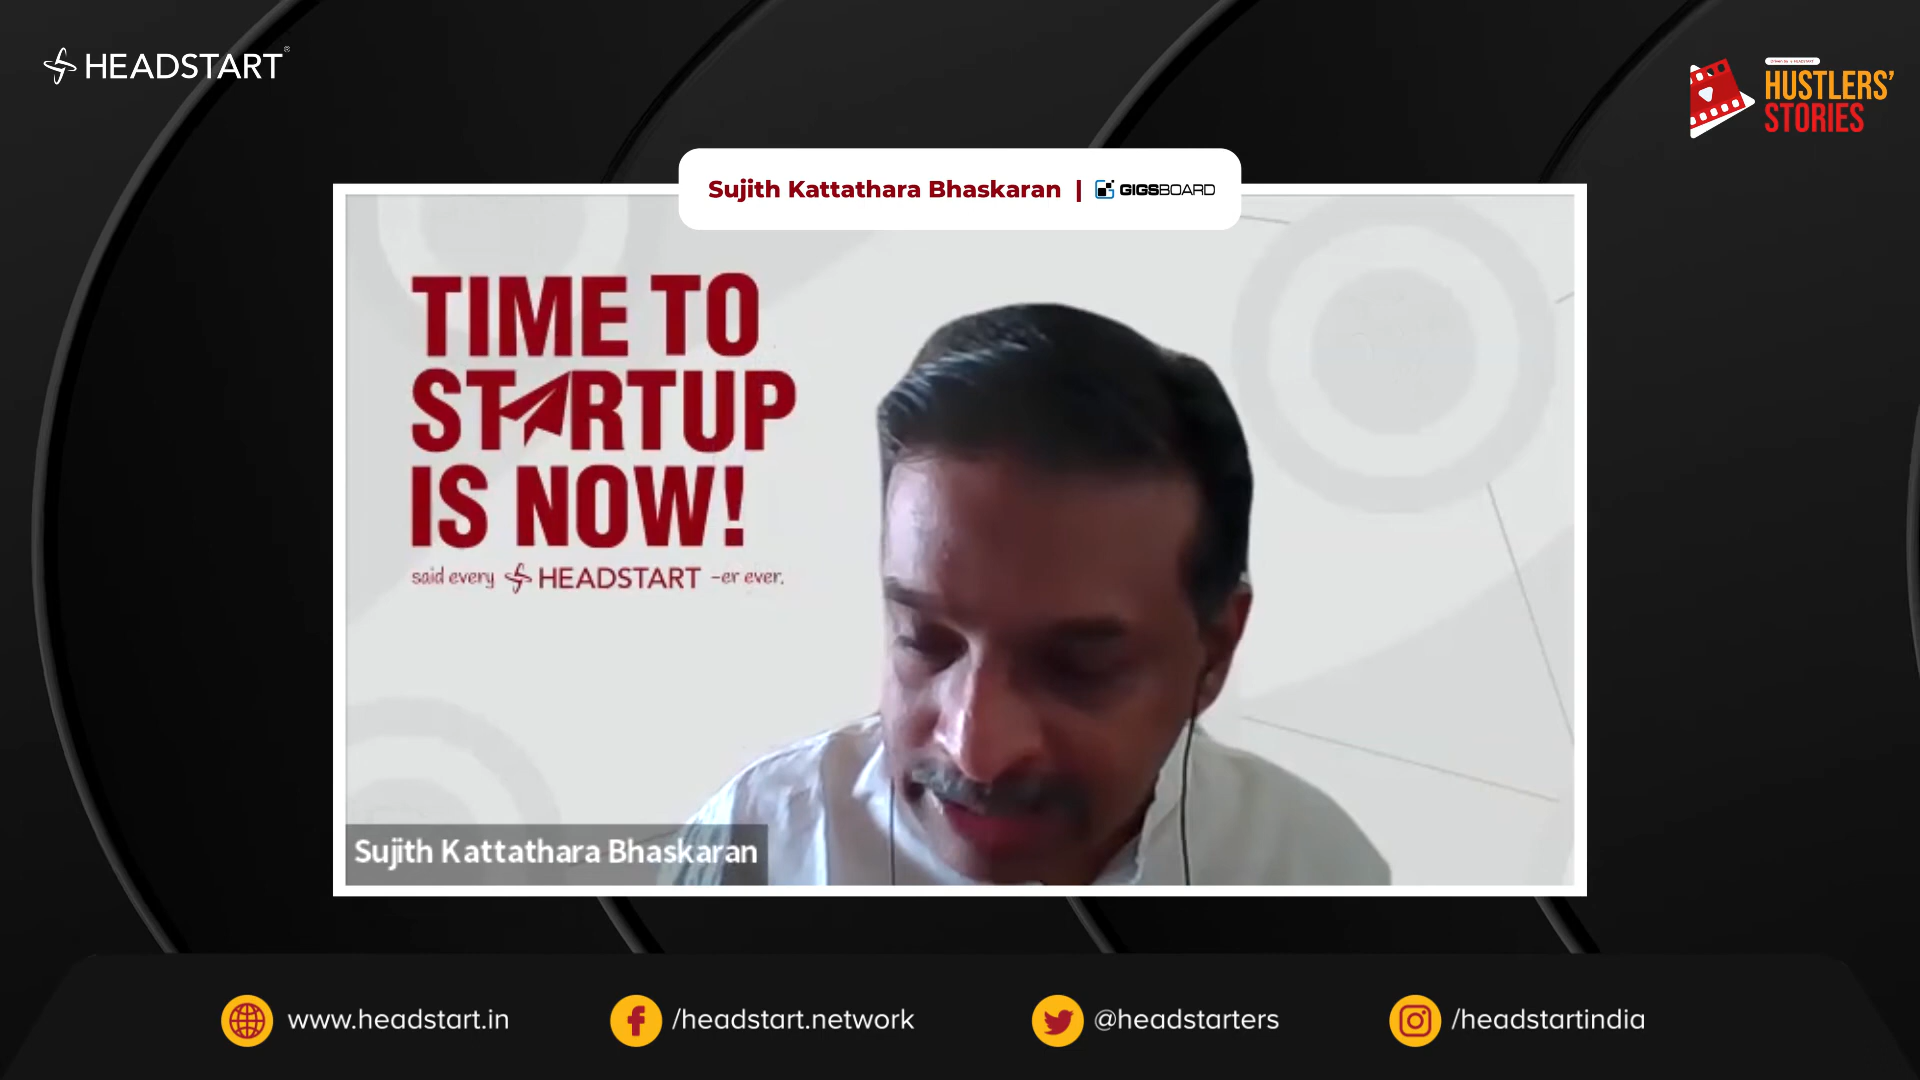 HEADSTART®
HUSTLERS'
STORIES
Sujith Kattathara Bhaskaran | GIGSBOARD
TIME TO
STARTUP
IS NOW!
said every HEADSTART -er ever.
Sujith Kattathara Bhaskaran
www.headstart.in
/headstart.network
@headstarters
/headstartindia